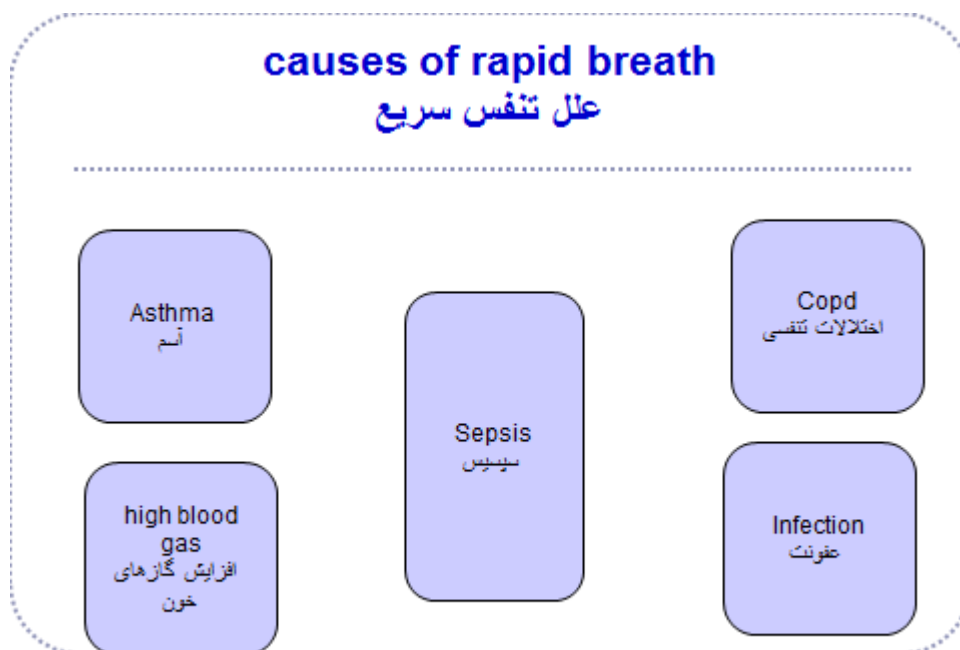 causes of rapid breath
علل تنفس سریع
Asthma
آسم
Copd
اختلالات تنفسی
Sepsis
سپسیس
high blood
gas
افزایش گازهای
خون
Infection
عفونت